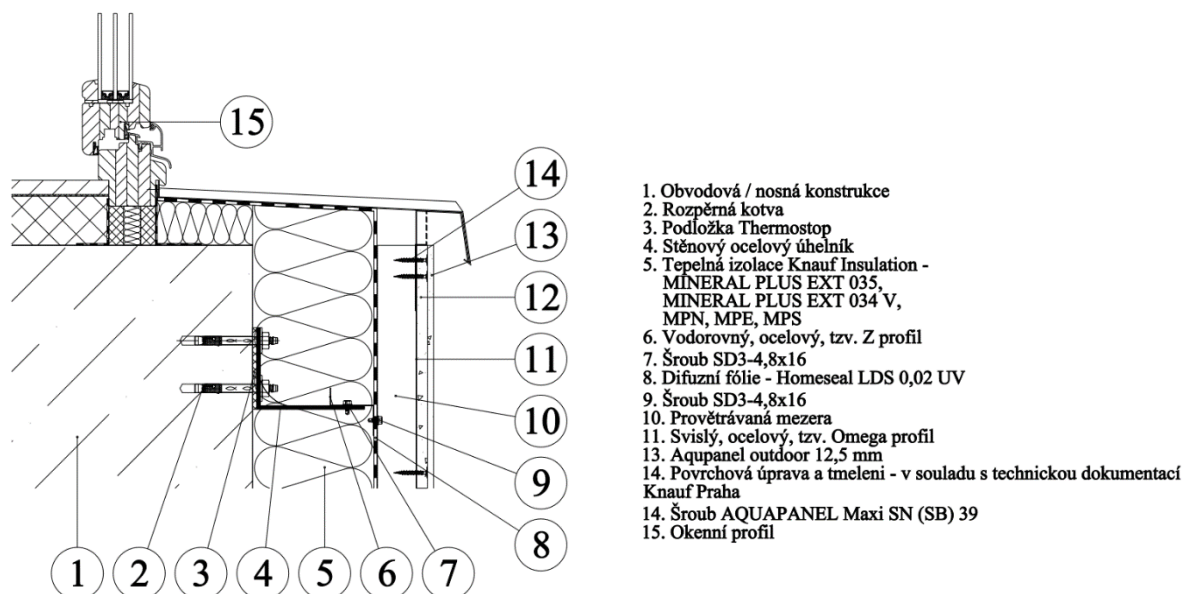 15
14
13
12
11
10
9
8
1 2 3 4 5 6 7
1. Obvodová / nosná konstrukce
2. Rozpěrná kotva
3. Podložka Thermostop
4. Stěnový ocelový úhelník
5. Tepelná izolace Knauf Insulation -
MINERAL PLUS EXT 035,
MINERAL PLUS EXT 034 V,
MPN, MPE, MPS
6. Vodorovný, ocelový, tzv. Z profil
7. Šroub SD3-4,8x16
8. Difuzní fólie - Homeseal LDS 0,02 UV
9. Šroub SD3-4,8x16
10. Provětrávaná mezera
11. Svislý, ocelový, tzv. Omega profil
13. Aqupanel outdoor 12,5 mm
14. Povrchová úprava a tmeleni - v souladu s technickou dokumentací
Knauf Praha
14. Šroub AQUAPANEL Maxi SN (SB) 39
15. Okenní profil